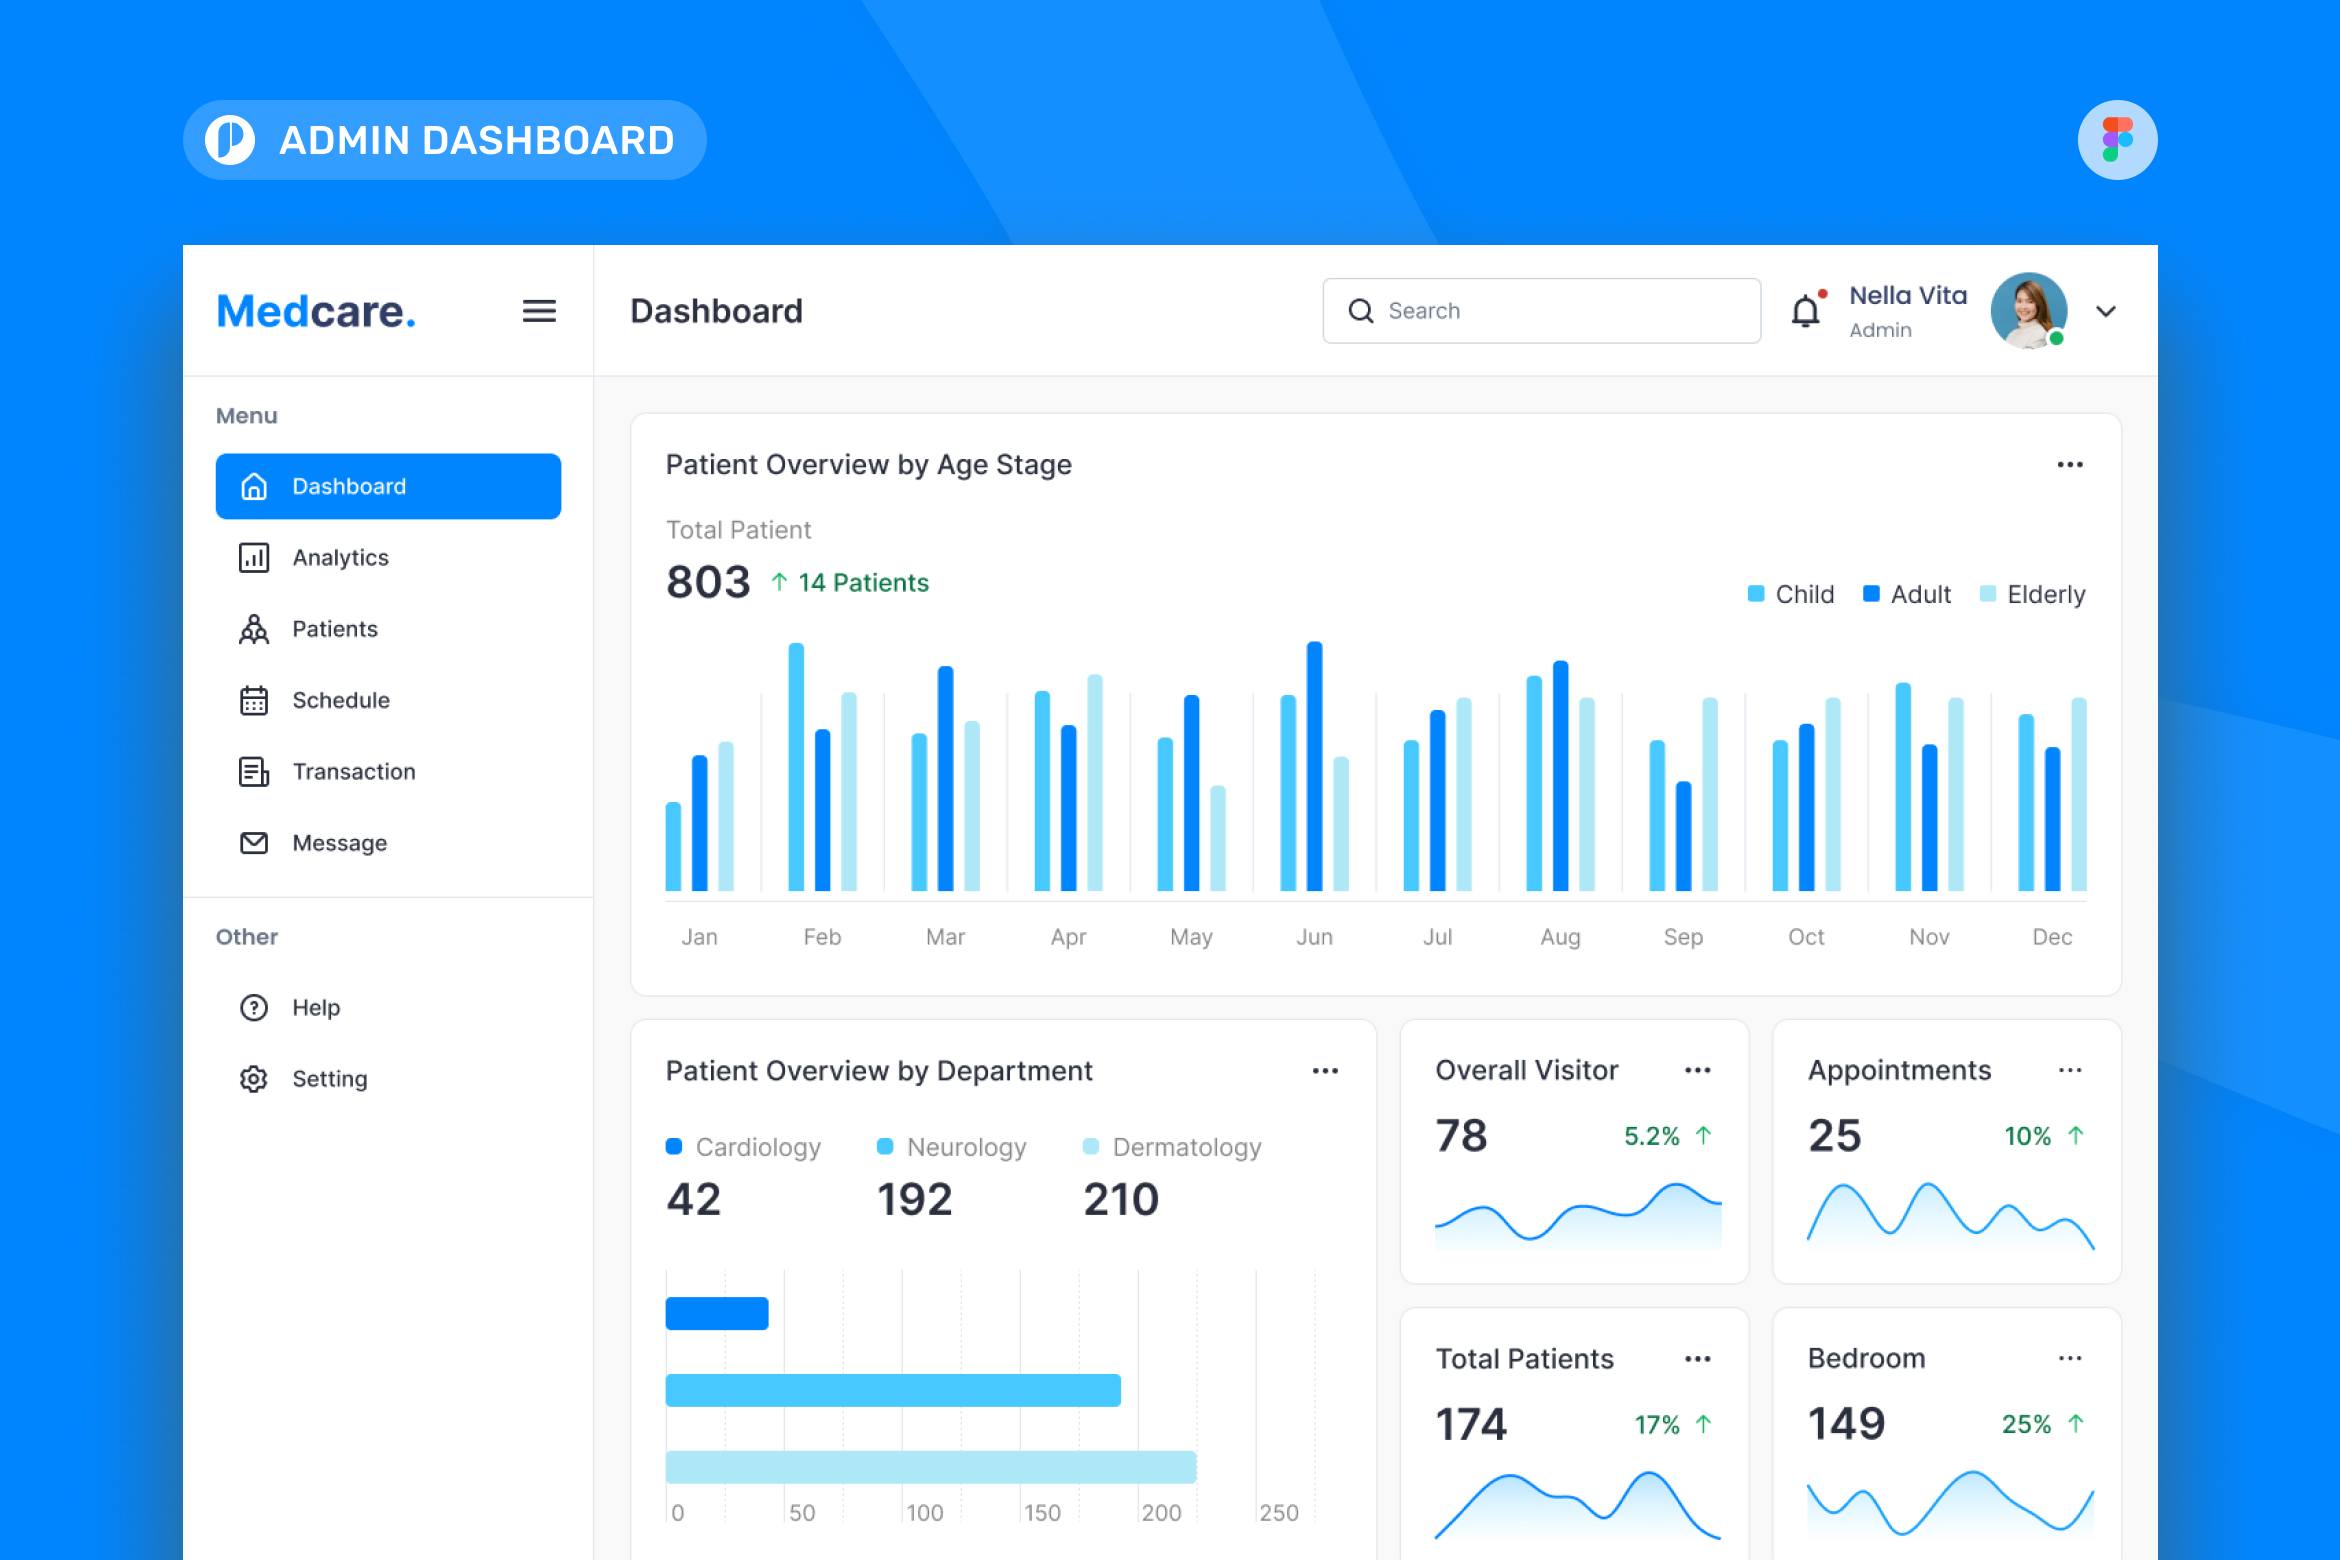 ADMIN DASHBOARD
Medcare.
Dashboard
Search
Nella Vita
Admin
Menu
Dashboard
Analytics
Patients
Schedule
Transaction
Message
Other
Help
Setting
Patient Overview by Age Stage
Total Patient
803 ↑ 14 Patients
Child Adult Elderly
Jan Feb Mar Apr May Jun Jul Aug Sep Oct Nov Dec
Patient Overview by Department
Cardiology Neurology Dermatology
42 192 210
0 50 100 150 200 250
Overall Visitor
78 5.2% ↑
Appointments
25 10% ↑
Total Patients
174 17% ↑
Bedroom
149 25% ↑